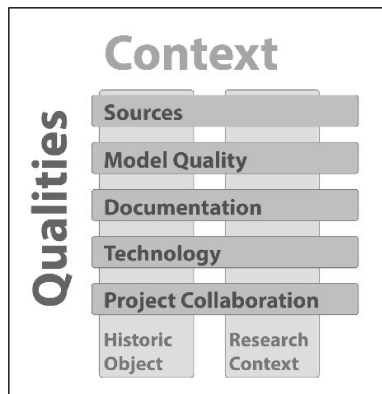 Context
Qualities
Sources
Model Quality
Documentation
Technology
Project Collaboration
Historic
Object
Research
Context